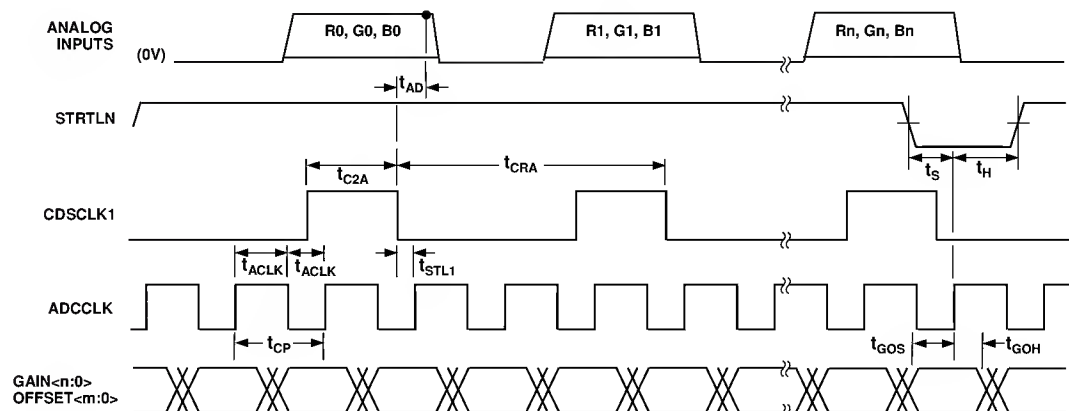 ANALOG
INPUTS
(0V)
R0, G0, B0
R1, G1, B1
Rn, Gn, Bn
tAD
STRTLN
tC2A
tCRA
tS
tH
CDSCLK1
tACLK
tACLK
tSTL1
ADCCLK
tCP
tGOS
tGOH
GAIN<n:0>
OFFSET<m:0>